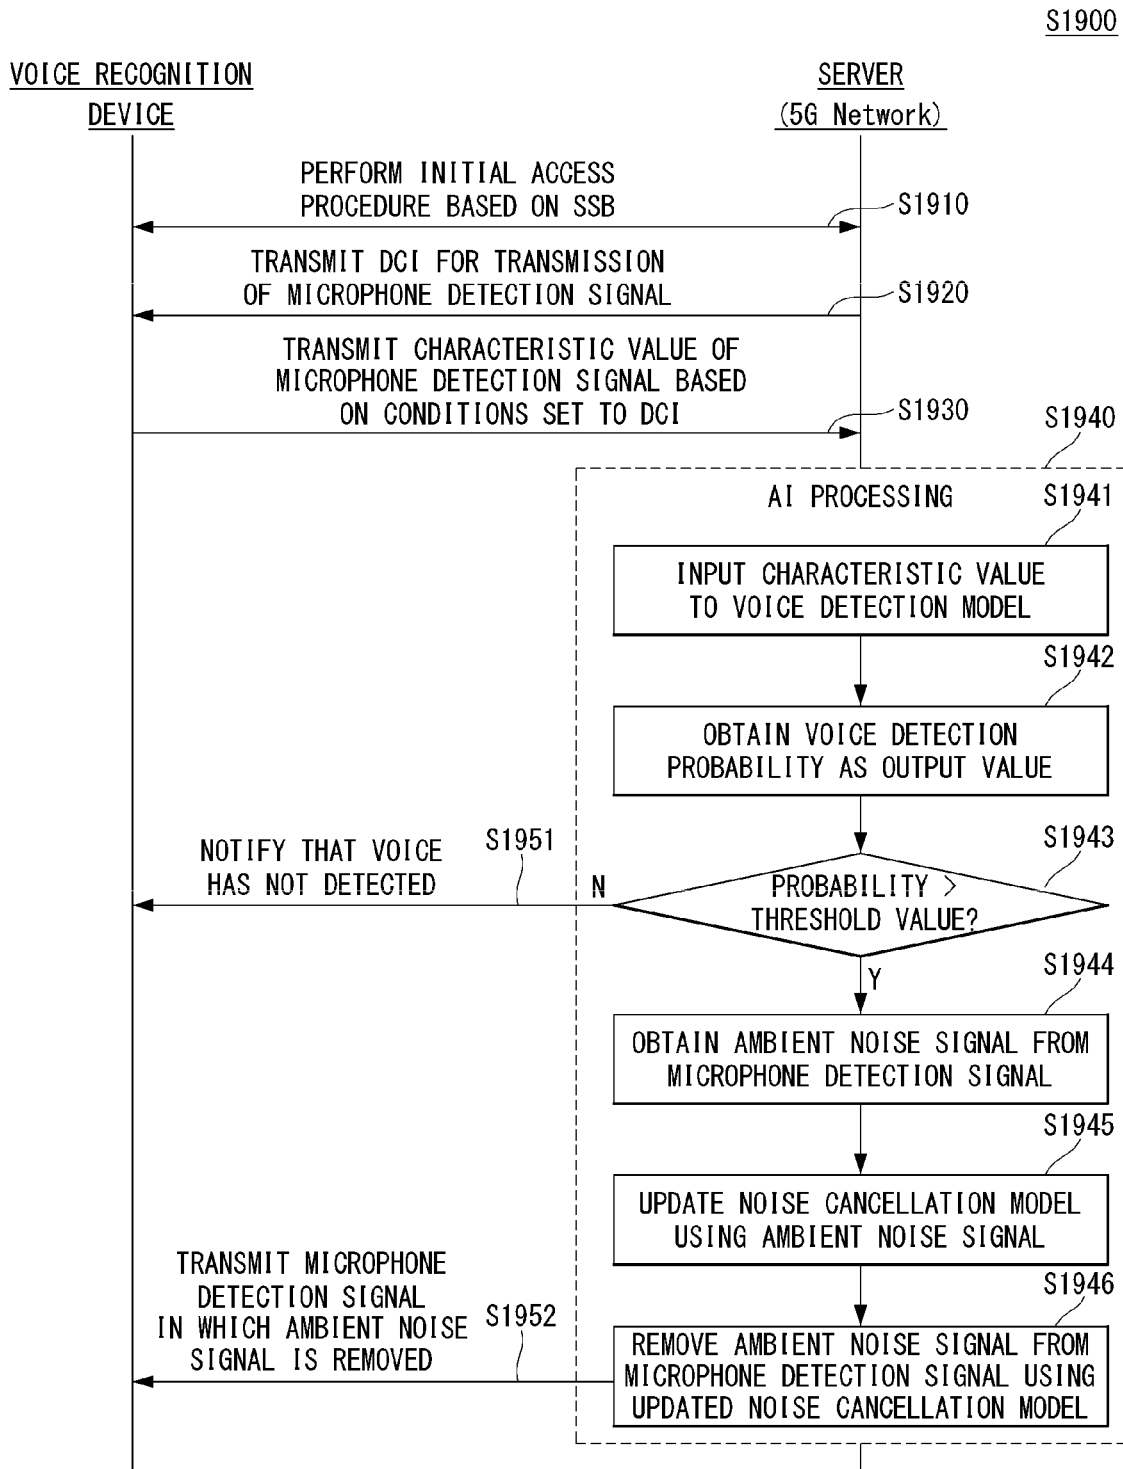 S1900
VOICE RECOGNITION
DEVICE
SERVER
(5G Network)
PERFORM INITIAL ACCESS
PROCEDURE BASED ON SSB
S1910
TRANSMIT DCI FOR TRANSMISSION
OF MICROPHONE DETECTION SIGNAL
S1920
TRANSMIT CHARACTERISTIC VALUE OF
MICROPHONE DETECTION SIGNAL BASED
ON CONDITIONS SET TO DCI
S1930
S1940
AI PROCESSING
S1941
INPUT CHARACTERISTIC VALUE
TO VOICE DETECTION MODEL
S1942
OBTAIN VOICE DETECTION
PROBABILITY AS OUTPUT VALUE
S1943
PROBABILITY >
THRESHOLD VALUE?
N
S1951
NOTIFY THAT VOICE
HAS NOT DETECTED
Y
S1944
OBTAIN AMBIENT NOISE SIGNAL FROM
MICROPHONE DETECTION SIGNAL
S1945
UPDATE NOISE CANCELLATION MODEL
USING AMBIENT NOISE SIGNAL
S1946
REMOVE AMBIENT NOISE SIGNAL FROM
MICROPHONE DETECTION SIGNAL USING
UPDATED NOISE CANCELLATION MODEL
TRANSMIT MICROPHONE
DETECTION SIGNAL
IN WHICH AMBIENT NOISE
SIGNAL IS REMOVED
S1952